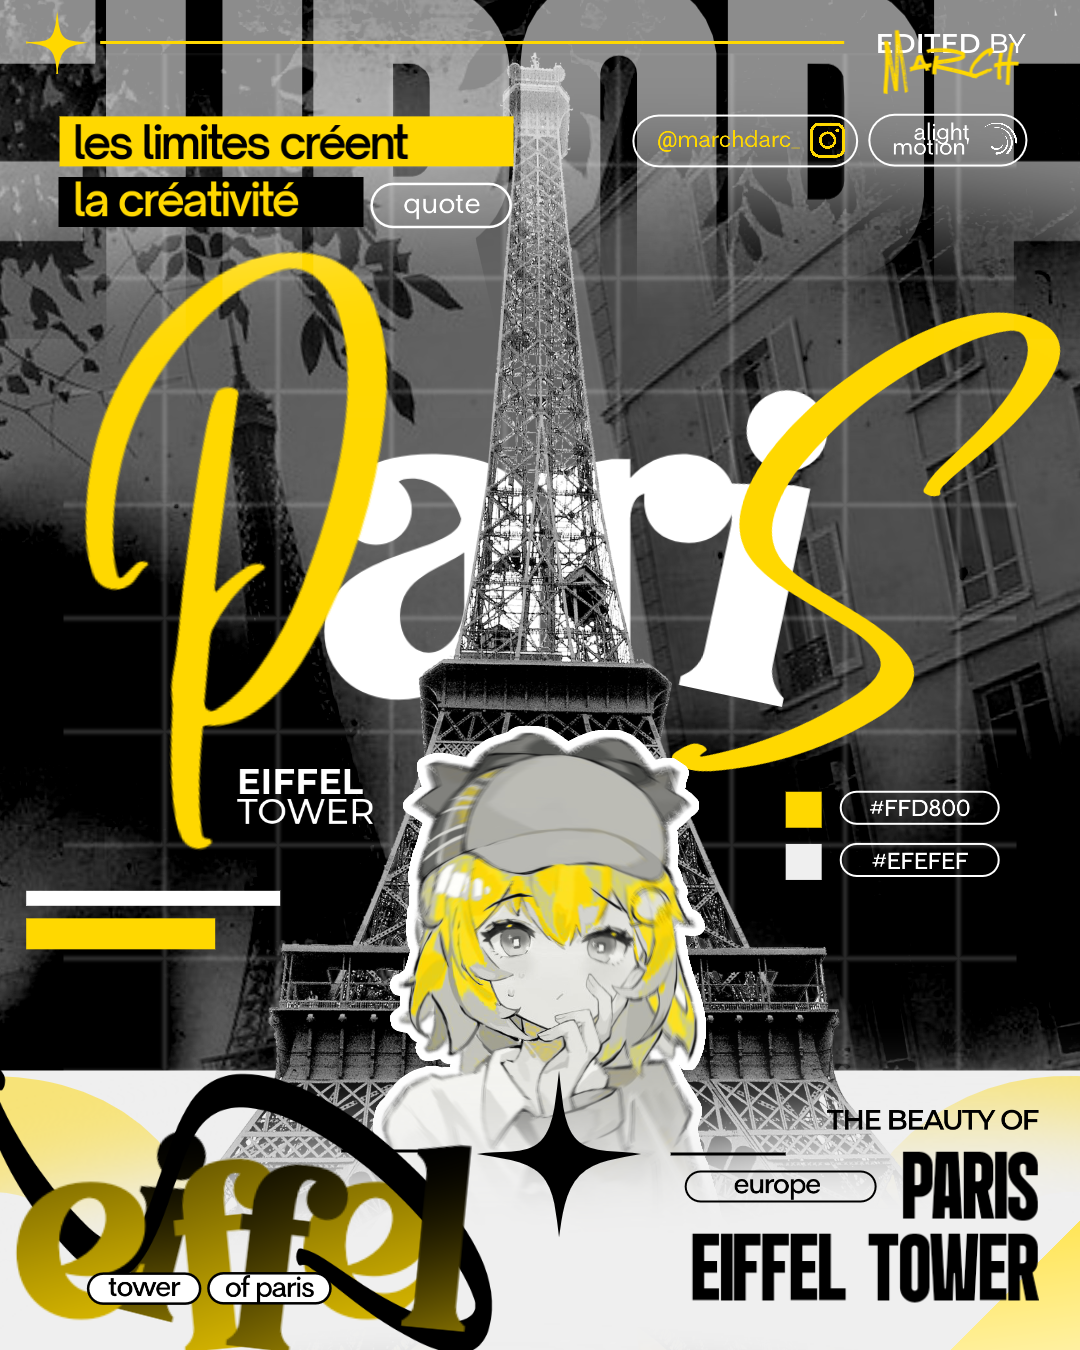 EUROPE
EDITED BY
MARCH
les limites créent
la créativité
quote
@marchdarc_
alight
motion
Paris
EIFFEL
TOWER
#FFD800
#EFEFEF
THE BEAUTY OF
europe
PARIS
EIFFEL TOWER
eiffel
tower
of paris